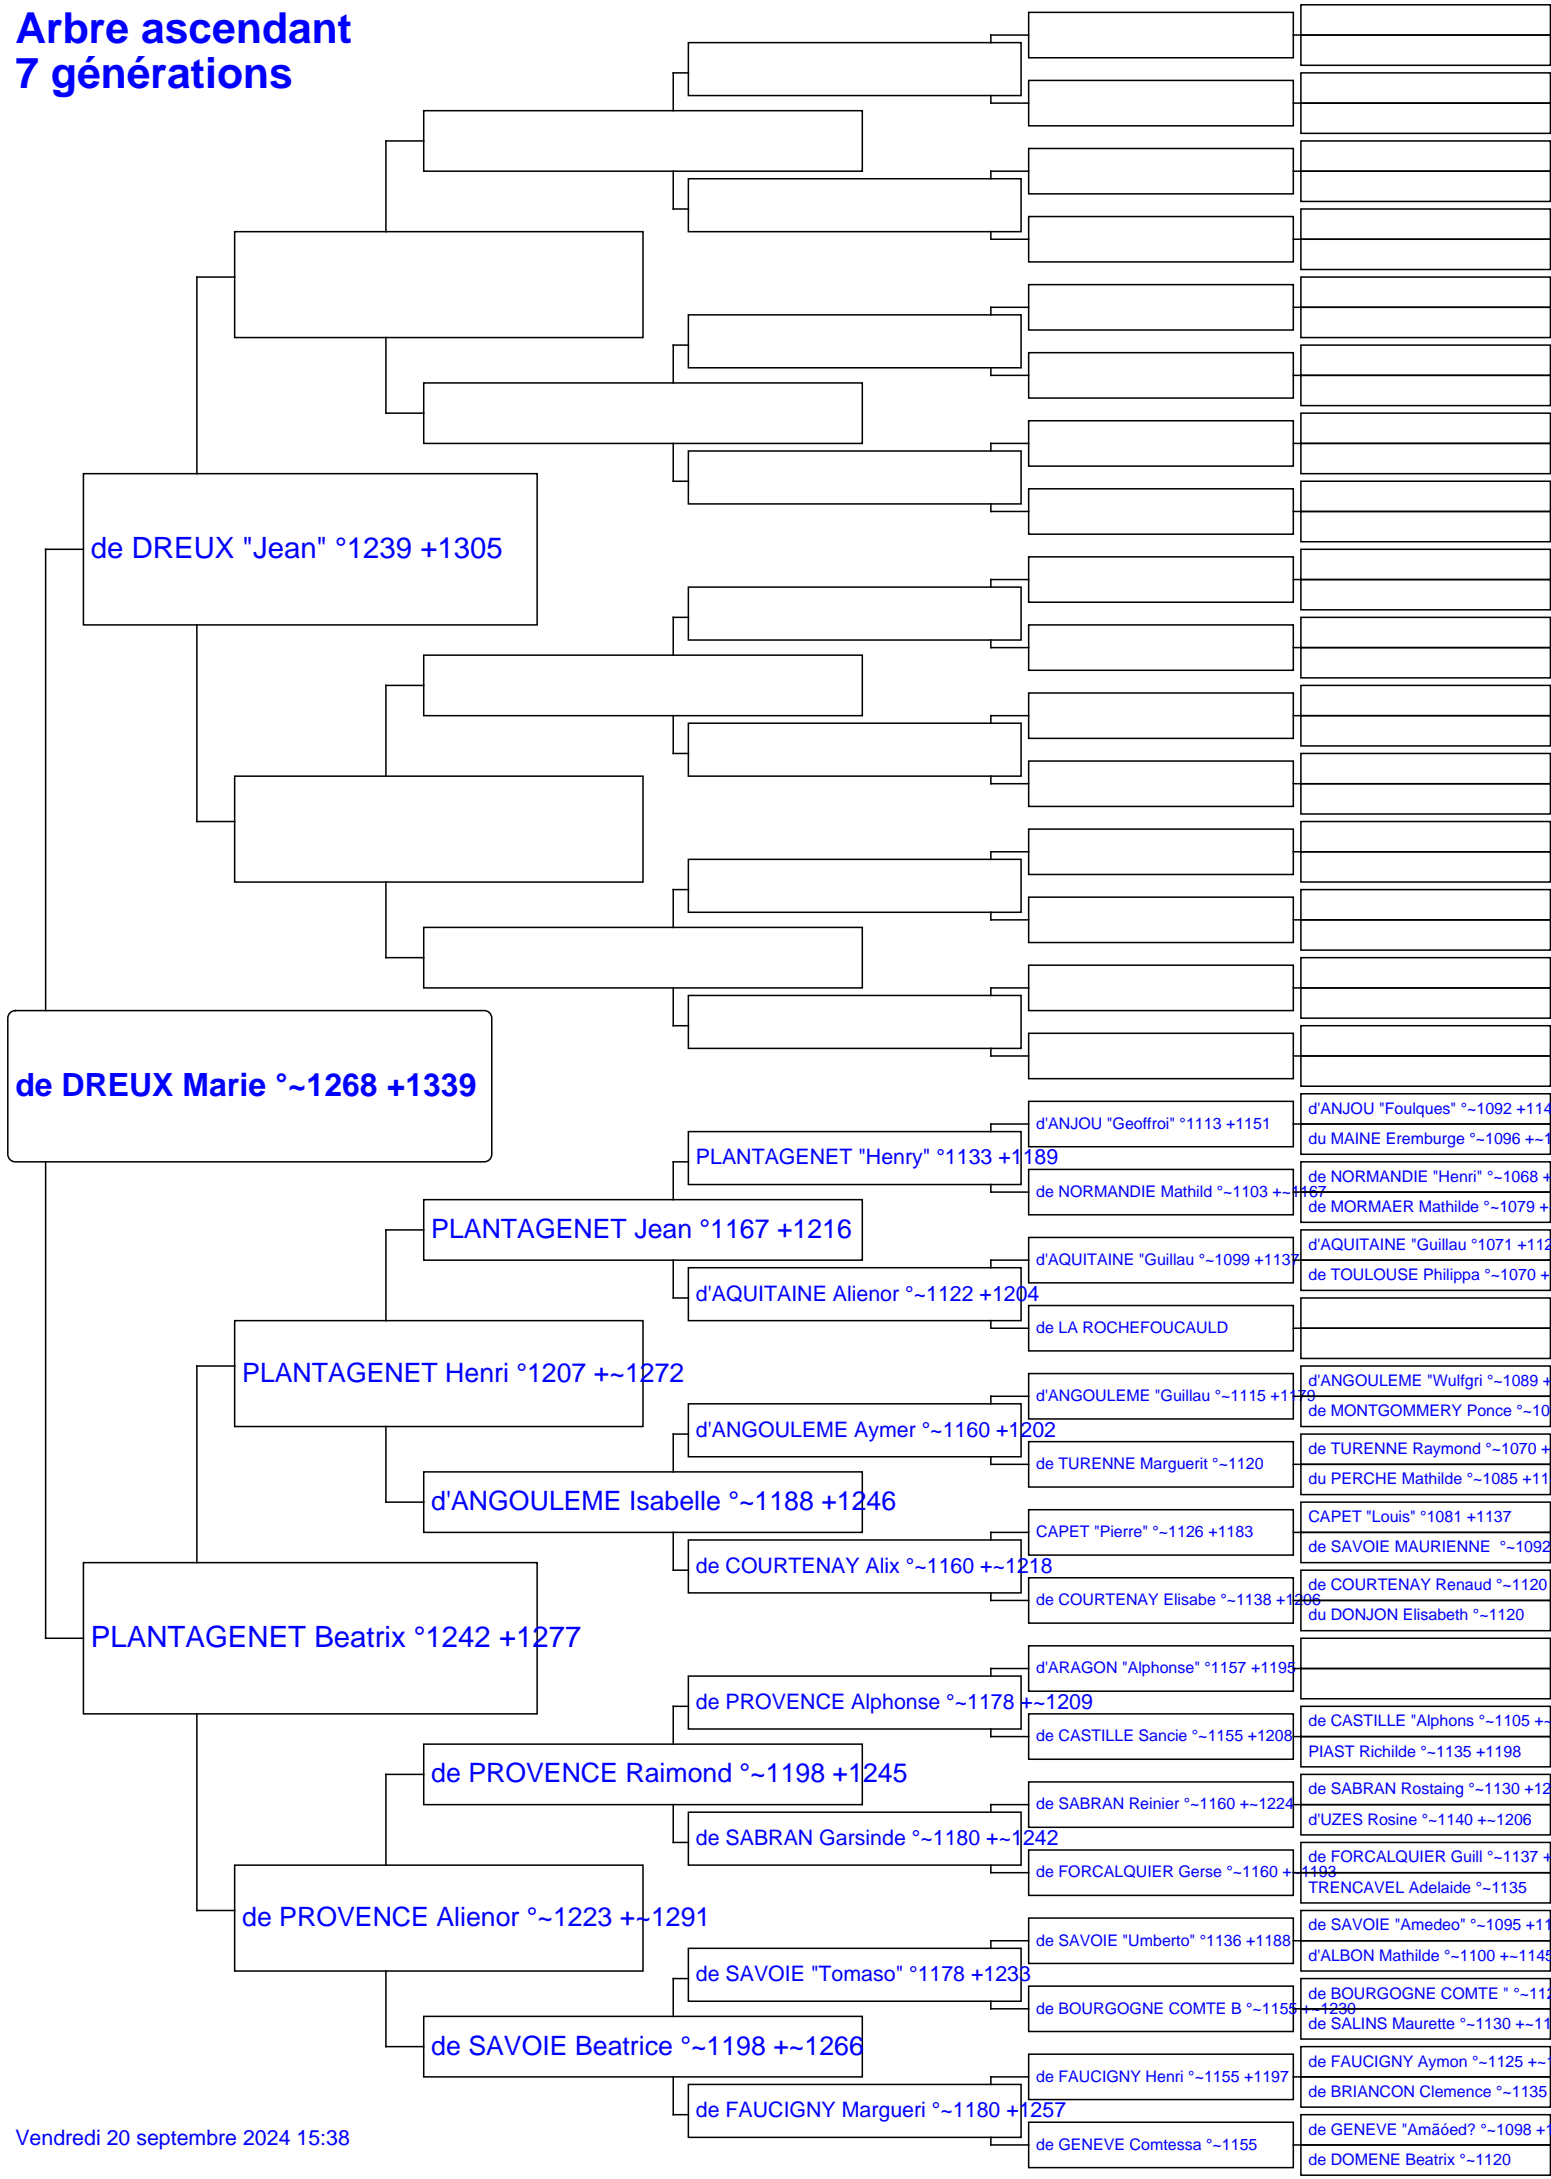 Arbre ascendant
7 générations
de DREUX "Jean" °1239 +1305
de DREUX Marie °~1268 +1339
d'ANJOU "Foulques" °~1092 +114
d'ANJOU "Geoffroi" °1113 +1151
du MAINE Eremburge °~1096 +~1
PLANTAGENET "Henry" °1133 +1189
de NORMANDIE "Henri" °~1068 +
de NORMANDIE Mathild °~1103 +~1167
de MORMAER Mathilde °~1079 +
PLANTAGENET Jean °1167 +1216
d'AQUITAINE "Guillau °1071 +112
d'AQUITAINE "Guillau °~1099 +1137
de TOULOUSE Philippa °~1070 +
d'AQUITAINE Alienor °~1122 +1204
de LA ROCHEFOUCAULD
PLANTAGENET Henri °1207 +~1272
d'ANGOULEME "Wulfgri °~1089 +
d'ANGOULEME "Guillau °~1115 +1179
de MONTGOMMERY Ponce °~10
d'ANGOULEME Aymer °~1160 +1202
de TURENNE Raymond °~1070 +
de TURENNE Marguerit °~1120
du PERCHE Mathilde °~1085 +11
d'ANGOULEME Isabelle °~1188 +1246
CAPET "Louis" °1081 +1137
CAPET "Pierre" °~1126 +1183
de SAVOIE MAURIENNE  °~1092
de COURTENAY Alix °~1160 +~1218
de COURTENAY Renaud °~1120
de COURTENAY Elisabe °~1138 +1206
du DONJON Elisabeth °~1120
PLANTAGENET Beatrix °1242 +1277
d'ARAGON "Alphonse" °1157 +1195
de PROVENCE Alphonse °~1178 +~1209
de CASTILLE "Alphons °~1105 +~
de CASTILLE Sancie °~1155 +1208
PIAST Richilde °~1135 +1198
de PROVENCE Raimond °~1198 +1245
de SABRAN Rostaing °~1130 +12
de SABRAN Reinier °~1160 +~1224
d'UZES Rosine °~1140 +~1206
de SABRAN Garsinde °~1180 +~1242
de FORCALQUIER Guill °~1137 +
de FORCALQUIER Gerse °~1160 +~1193
TRENCAVEL Adelaide °~1135
de PROVENCE Alienor °~1223 +~1291
de SAVOIE "Amedeo" °~1095 +11
de SAVOIE "Umberto" °1136 +1188
d'ALBON Mathilde °~1100 +~1145
de SAVOIE "Tomaso" °1178 +1233
de BOURGOGNE COMTE " °~112
de BOURGOGNE COMTE B °~1155 +~1230
de SALINS Maurette °~1130 +~11
de SAVOIE Beatrice °~1198 +~1266
de FAUCIGNY Aymon °~1125 +~
de FAUCIGNY Henri °~1155 +1197
de BRIANCON Clemence °~1135
de FAUCIGNY Margueri °~1180 +1257
de GENEVE "Amãóed? °~1098 +1
de GENEVE Comtessa °~1155
de DOMENE Beatrix °~1120
Vendredi 20 septembre 2024 15:38